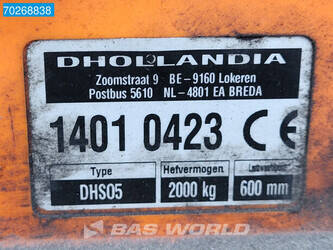 70268838
DHOLLANDIA
Zoomstraat 9 BE-9160 Lokeren
Postbus 5610 NL-4801 EA BREDA
1401 0423 CE
Type Hefvermogen
DHS05 2000 kg 600 mm
BAS WORLD